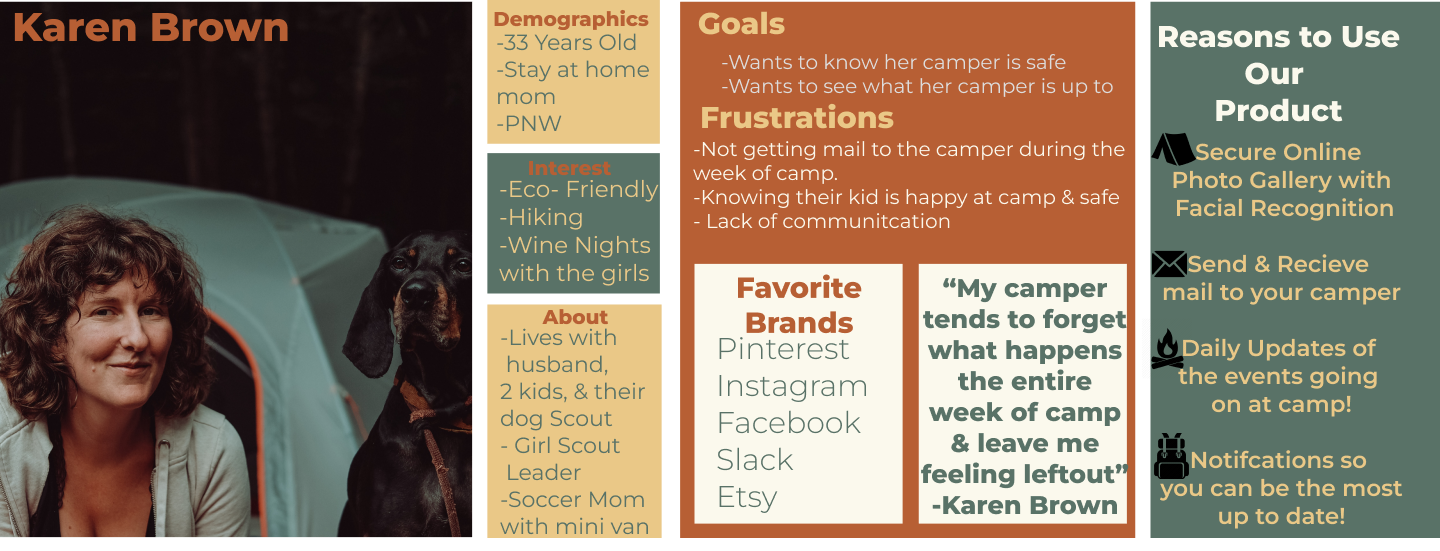 Karen Brown
Demographics
-33 Years Old
-Stay at home
mom
-PNW
Interest
-Eco- Friendly
-Hiking
-Wine Nights
with the girls
About
-Lives with
husband,
2 kids, & their
dog Scout
- Girl Scout
Leader
-Soccer Mom
with mini van
Goals
-Wants to know her camper is safe
-Wants to see what her camper is up to
Frustrations
-Not getting mail to the camper during the
week of camp.
-Knowing their kid is happy at camp & safe
- Lack of communitcation
Favorite
Brands
Pinterest
Instagram
Facebook
Slack
Etsy
“My camper
tends to forget
what happens
the entire
week of camp
& leave me
feeling leftout”
-Karen Brown
Reasons to Use
Our
Product
Secure Online
Photo Gallery with
Facial Recognition
Send & Recieve
mail to your camper
Daily Updates of
the events going
on at camp!
Notifcations so
you can be the most
up to date!